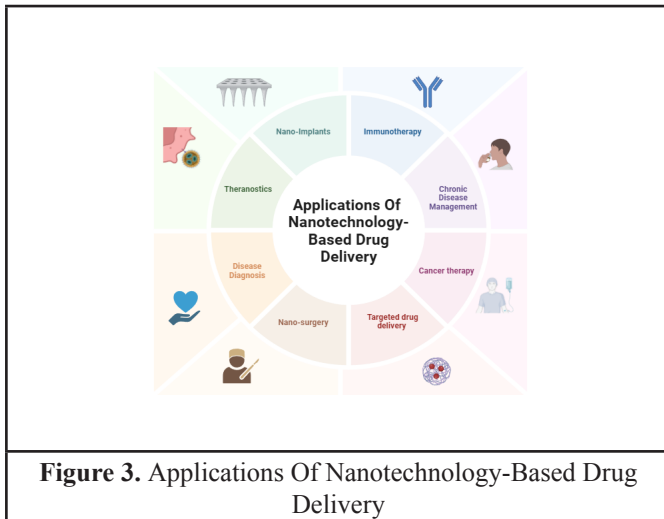 Nano-Implants
Immunotherapy
Theranostics
Chronic
Disease
Management
Applications Of
Nanotechnology-
Based Drug
Delivery
Disease
Diagnosis
Cancer therapy
Nano-surgery
Targeted drug
delivery
Figure 3. Applications Of Nanotechnology-Based Drug
Delivery